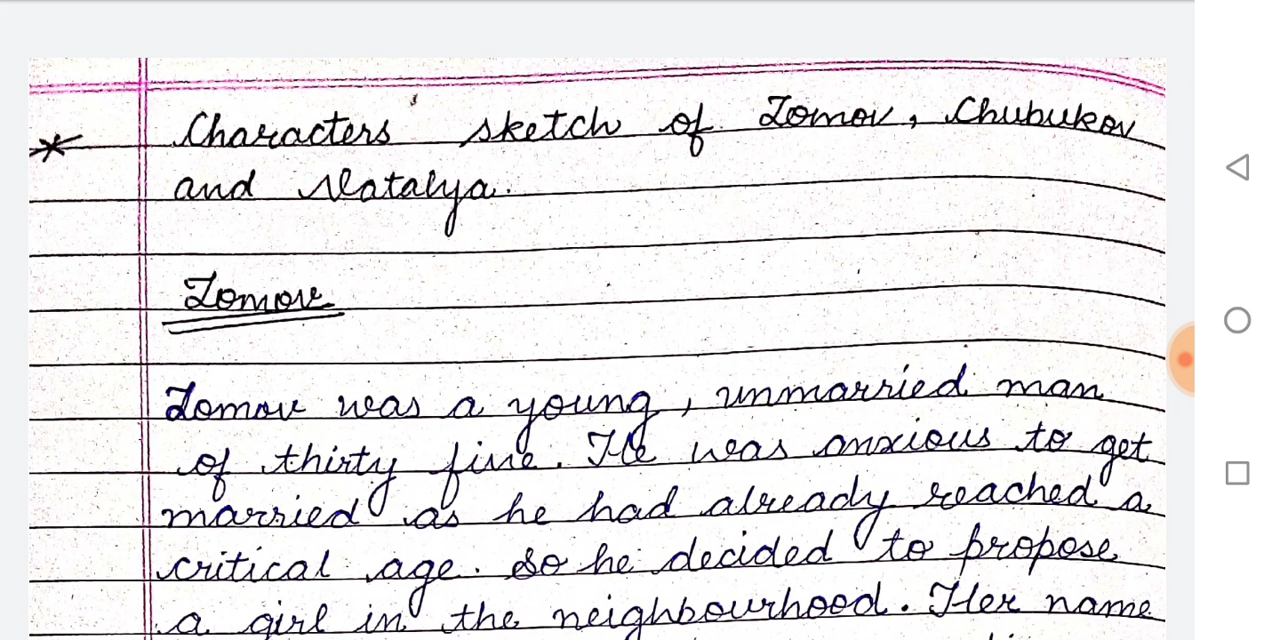 * Characters sketch of Lomov, Chubukov
and Natalya.
Lomov
Lomov was a young, unmarried man
of thirty five. He was anxious to get
married as he had already reached a
critical age. So he decided to propose
a girl in the neighbourhood. Her name